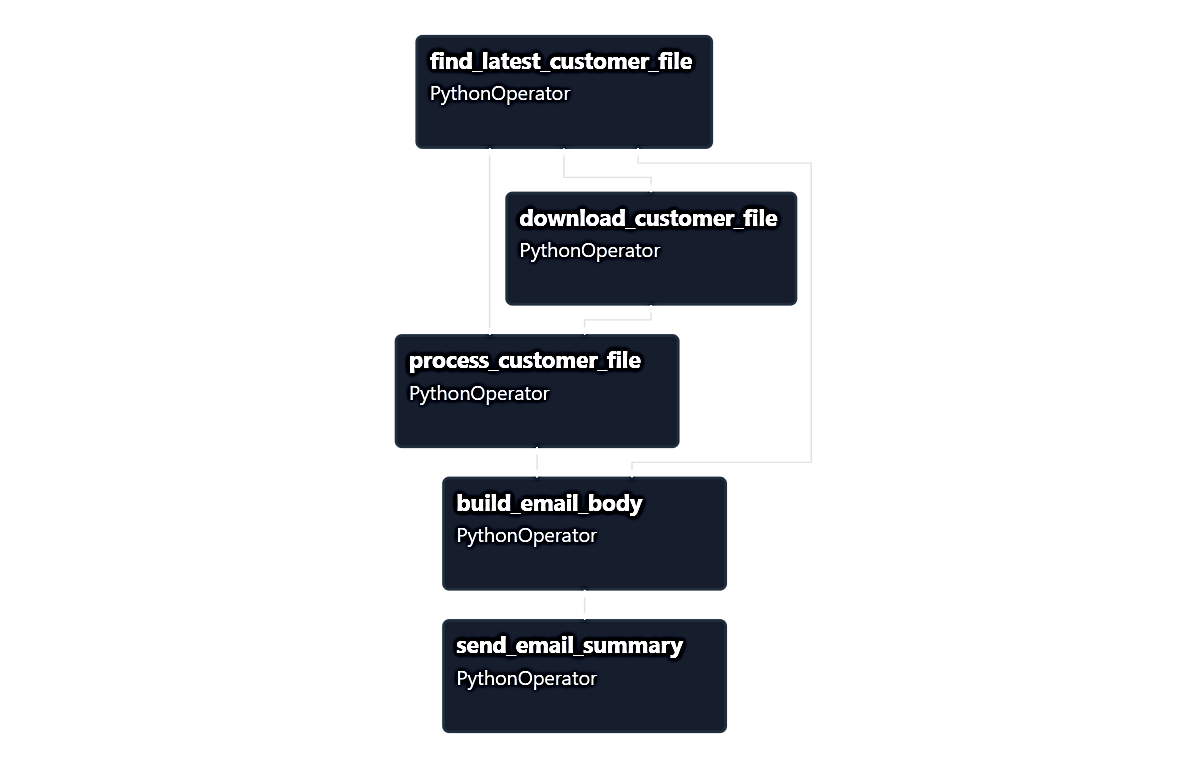 find_latest_customer_file
PythonOperator
download_customer_file
PythonOperator
process_customer_file
PythonOperator
build_email_body
PythonOperator
send_email_summary
PythonOperator